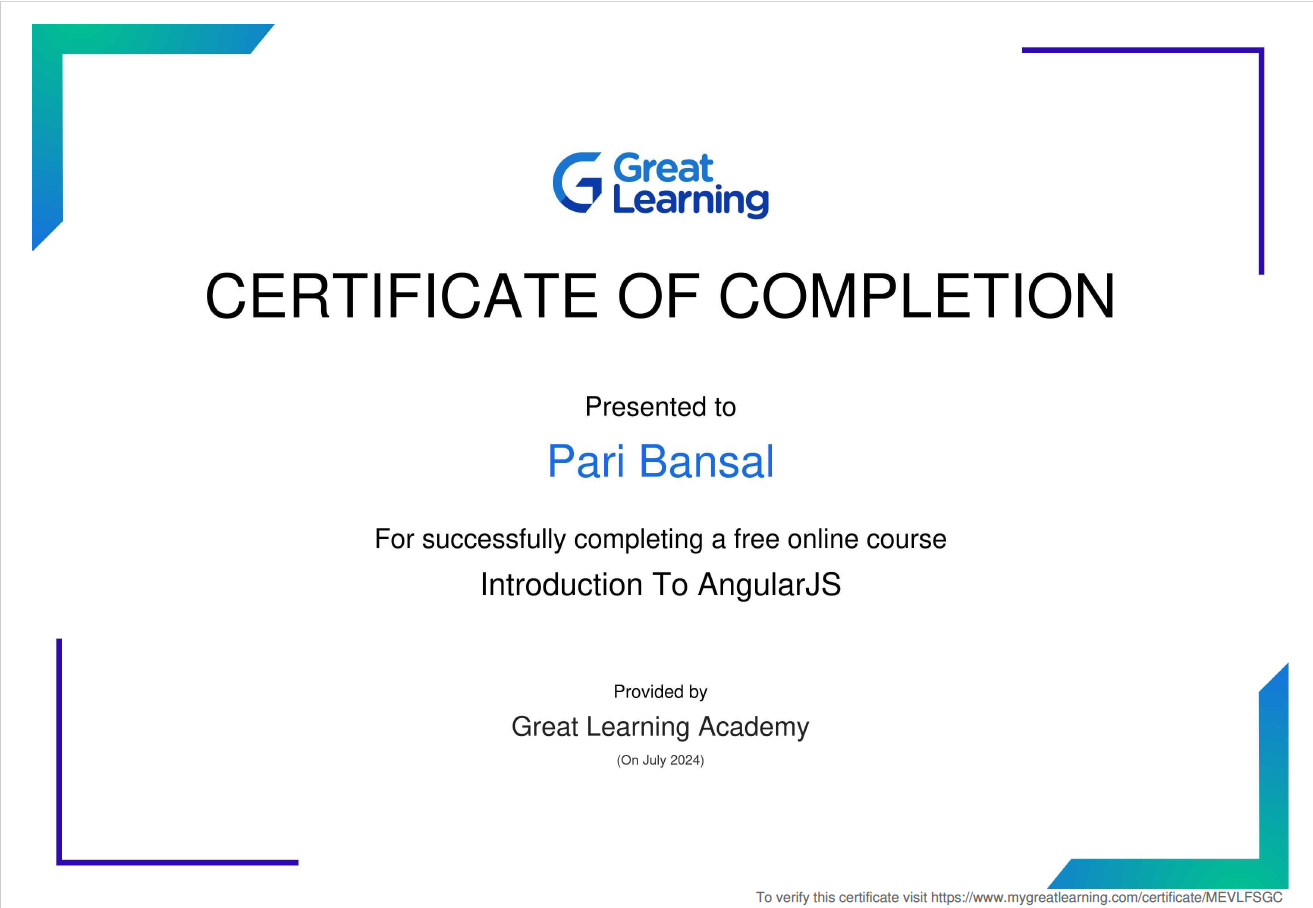 Great
Learning
CERTIFICATE OF COMPLETION
Presented to
Pari Bansal
For successfully completing a free online course
Introduction To AngularJS
Provided by
Great Learning Academy
(On July 2024)
To verify this certificate visit https://www.mygreatlearning.com/certificate/MEVLFSGC